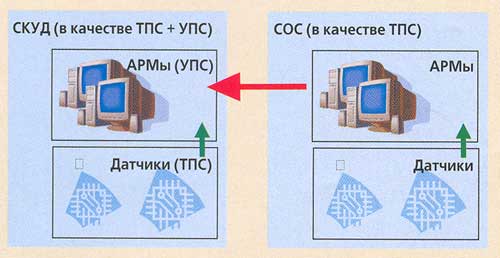 СКУД (в качестве ТПС + УПС)
АРМы (УПС)
Датчики (ТПС)
СОС (в качестве ТПС)
АРМы
Датчики